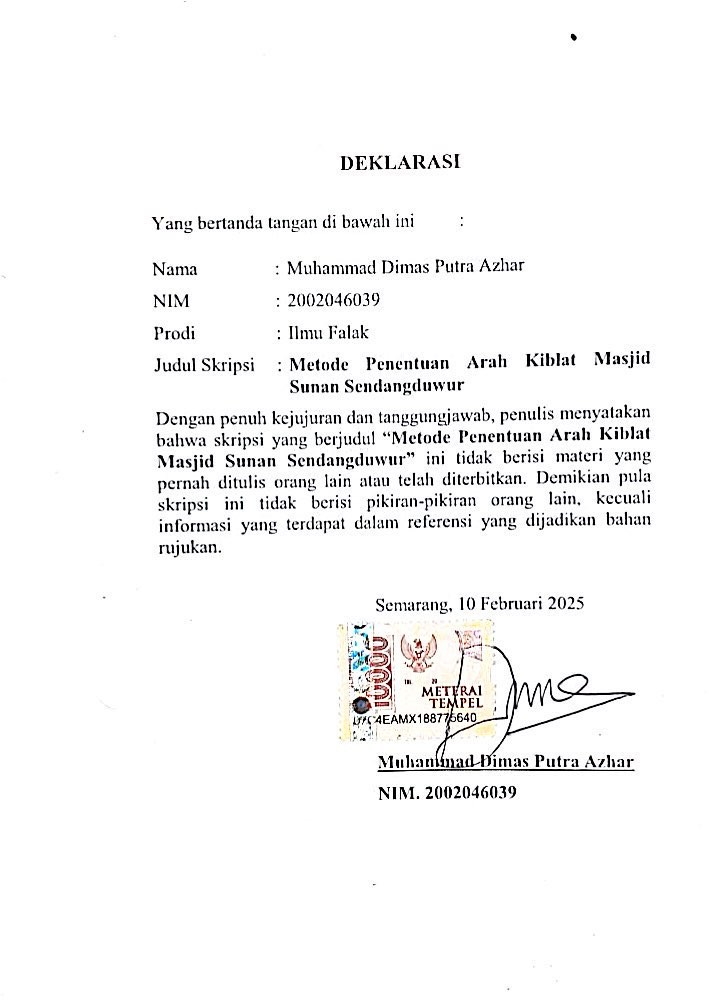 DEKLARASI
Yang bertanda tangan di bawah ini :
Nama : Muhammad Dimas Putra Azhar
NIM : 2002046039
Prodi : Ilmu Falak
Judul Skripsi : Metode Penentuan Arah Kiblat Masjid
Sunan Sendangduwur
Dengan penuh kejujuran dan tanggungjawab, penulis menyatakan
bahwa skripsi yang berjudul “Metode Penentuan Arah Kiblat
Masjid Sunan Sendangduwur” ini tidak berisi materi yang
pernah ditulis orang lain atau telah diterbitkan. Demikian pula
skripsi ini tidak berisi pikiran-pikiran orang lain, kecuali
informasi yang terdapat dalam referensi yang dijadikan bahan
rujukan.
Semarang, 10 Februari 2025
10000
METERAI
TEMPEL
Muhammad Dimas Putra Azhar
NIM. 2002046039